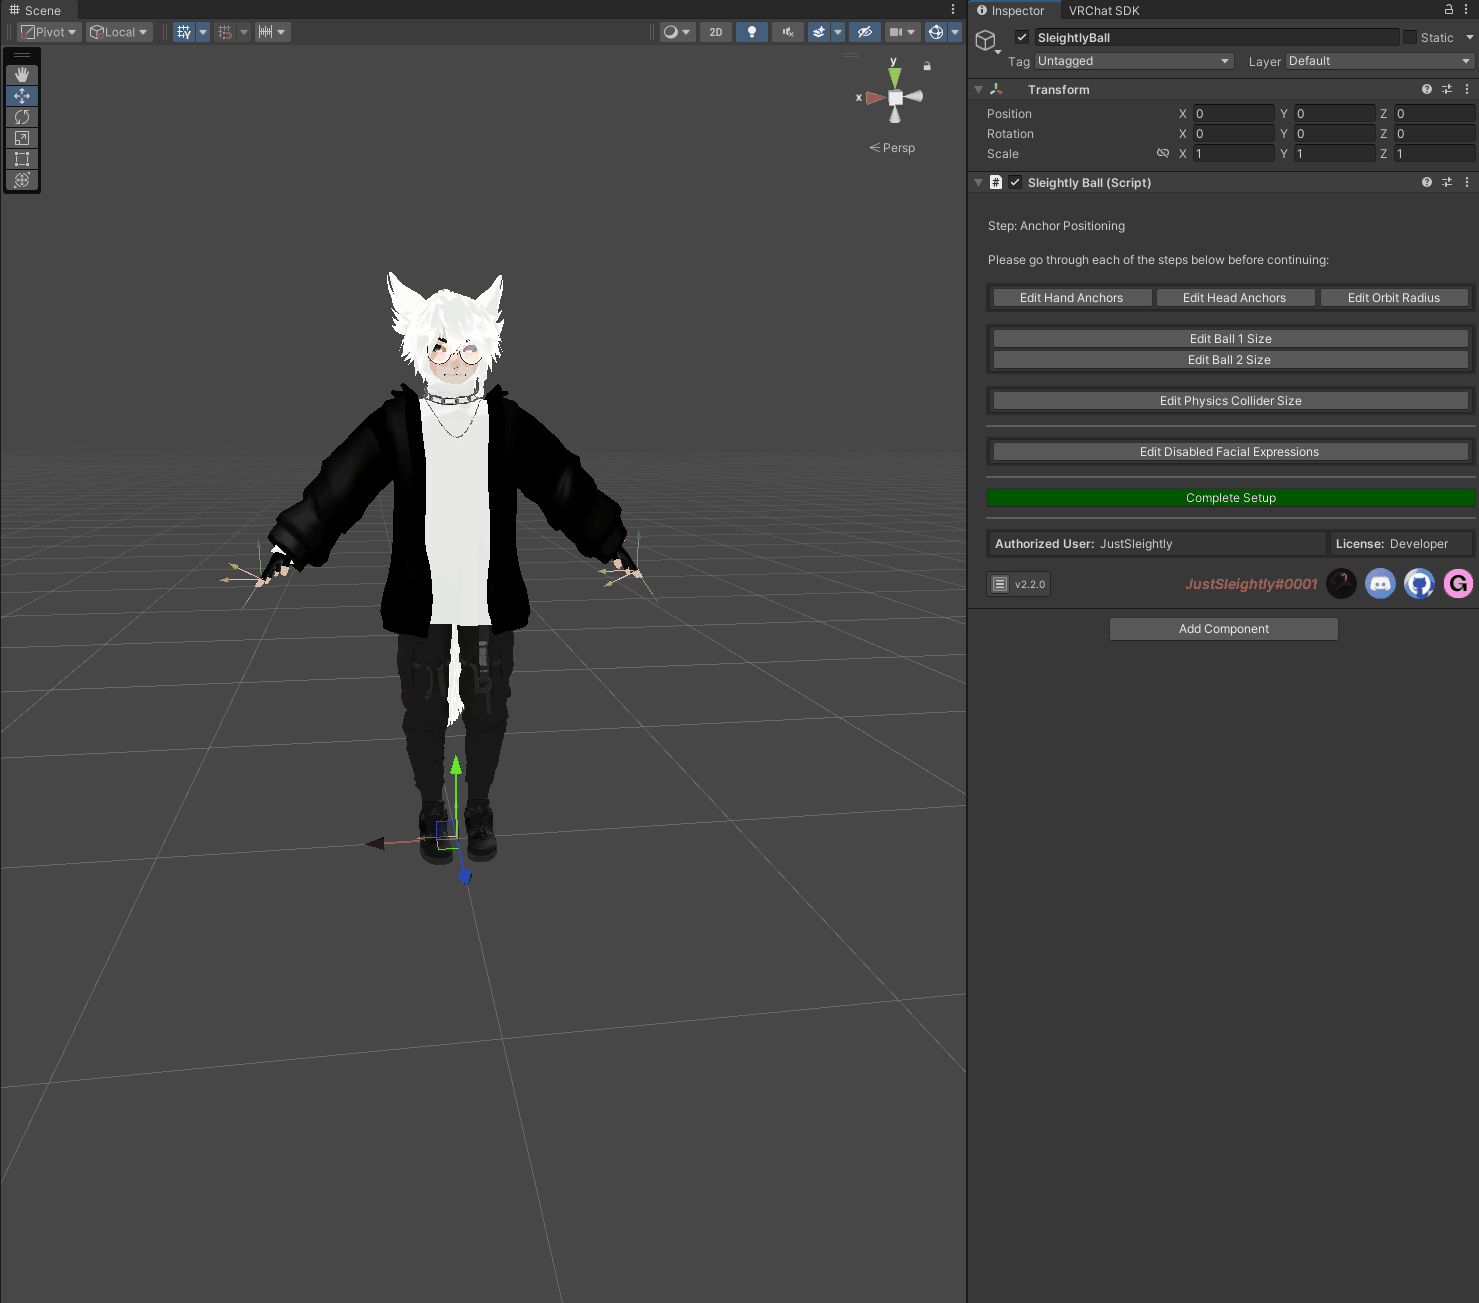 Scene
Inspector
VRChat SDK
Pivot
Local
2D
SleightlyBall
Static
Tag
Untagged
Layer
Default
y
x
Persp
Transform
Position
X
0
Y
0
Z
0
Rotation
X
0
Y
0
Z
0
Scale
X
1
Y
1
Z
1
# Sleightly Ball (Script)
Step: Anchor Positioning
Please go through each of the steps below before continuing:
Edit Hand Anchors
Edit Head Anchors
Edit Orbit Radius
Edit Ball 1 Size
Edit Ball 2 Size
Edit Physics Collider Size
Edit Disabled Facial Expressions
Complete Setup
Authorized User: JustSleightly
License: Developer
v2.2.0
JustSleightly#0001
G
Add Component